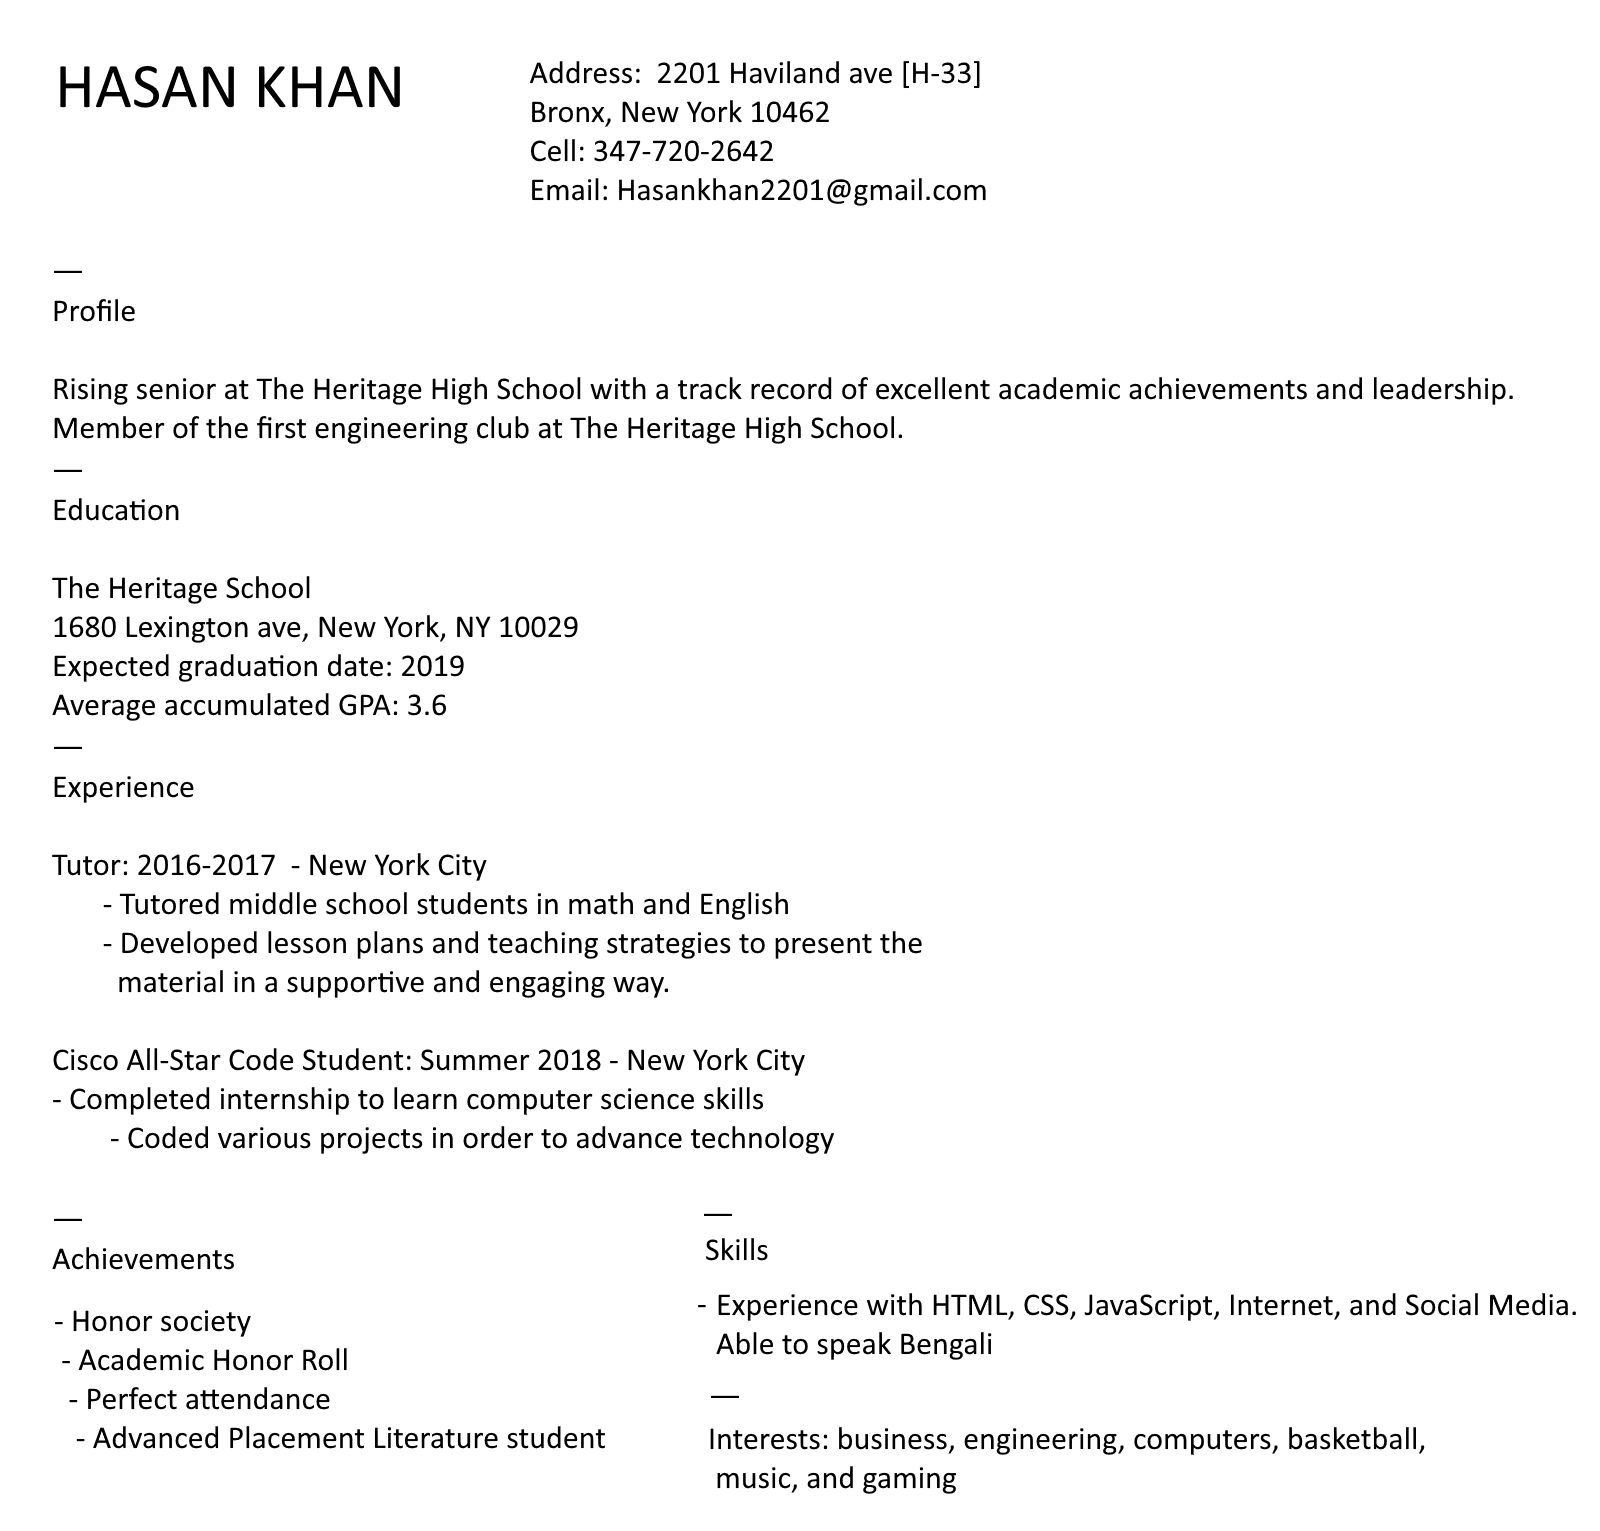 HASAN KHAN
Address:  2201 Haviland ave [H-33]
Bronx, New York 10462
Cell: 347-720-2642
Email: Hasankhan2201@gmail.com
—
Profile
Rising senior at The Heritage High School with a track record of excellent academic achievements and leadership.
Member of the first engineering club at The Heritage High School.
—
Education
The Heritage School
1680 Lexington ave, New York, NY 10029
Expected graduation date: 2019
Average accumulated GPA: 3.6
—
Experience
Tutor: 2016-2017  - New York City
- Tutored middle school students in math and English
- Developed lesson plans and teaching strategies to present the
material in a supportive and engaging way.
Cisco All-Star Code Student: Summer 2018 - New York City
- Completed internship to learn computer science skills
- Coded various projects in order to advance technology
—
Achievements
- Honor society
- Academic Honor Roll
- Perfect attendance
- Advanced Placement Literature student
—
Skills
- Experience with HTML, CSS, JavaScript, Internet, and Social Media.
Able to speak Bengali
—
Interests: business, engineering, computers, basketball,
music, and gaming